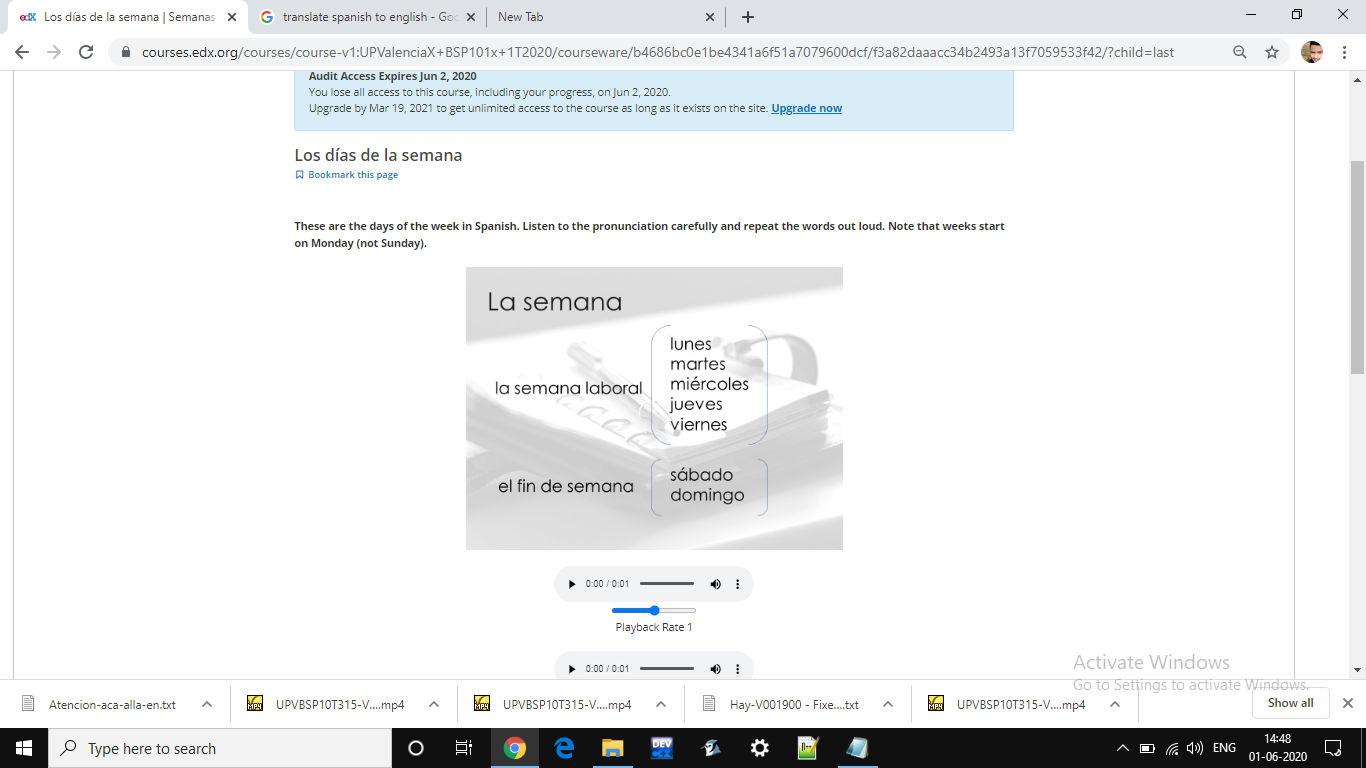 Los días de la semana | Semanas
translate spanish to english - Goo
New Tab
courses.edx.org/courses/course-v1:UPValenciaX+BSP101x+1T2020/courseware/b4686bc0e1be4341a6f51a7079600dcf/f3a82daaacc34b2493a13f7059533f42/?child=last
Audit Access Expires Jun 2, 2020
You lose all access to this course, including your progress, on Jun 2, 2020.
Upgrade by Mar 19, 2021 to get unlimited access to the course as long as it exists on the site. Upgrade now
Los días de la semana
Bookmark this page
These are the days of the week in Spanish. Listen to the pronunciation carefully and repeat the words out loud. Note that weeks start
on Monday (not Sunday).
La semana
la semana laboral
lunes
martes
miércoles
jueves
viernes
el fin de semana
sábado
domingo
0:00 / 0:01
Playback Rate 1
0:00 / 0:01
Activate Windows
Go to Settings to activate Windows.
Atencion-aca-alla-en.txt
UPVBSP10T315-V....mp4
UPVBSP10T315-V....mp4
Hay-V001900 - Fixe....txt
UPVBSP10T315-V....mp4
Show all
Type here to search
DEV
ENG
14:48
01-06-2020